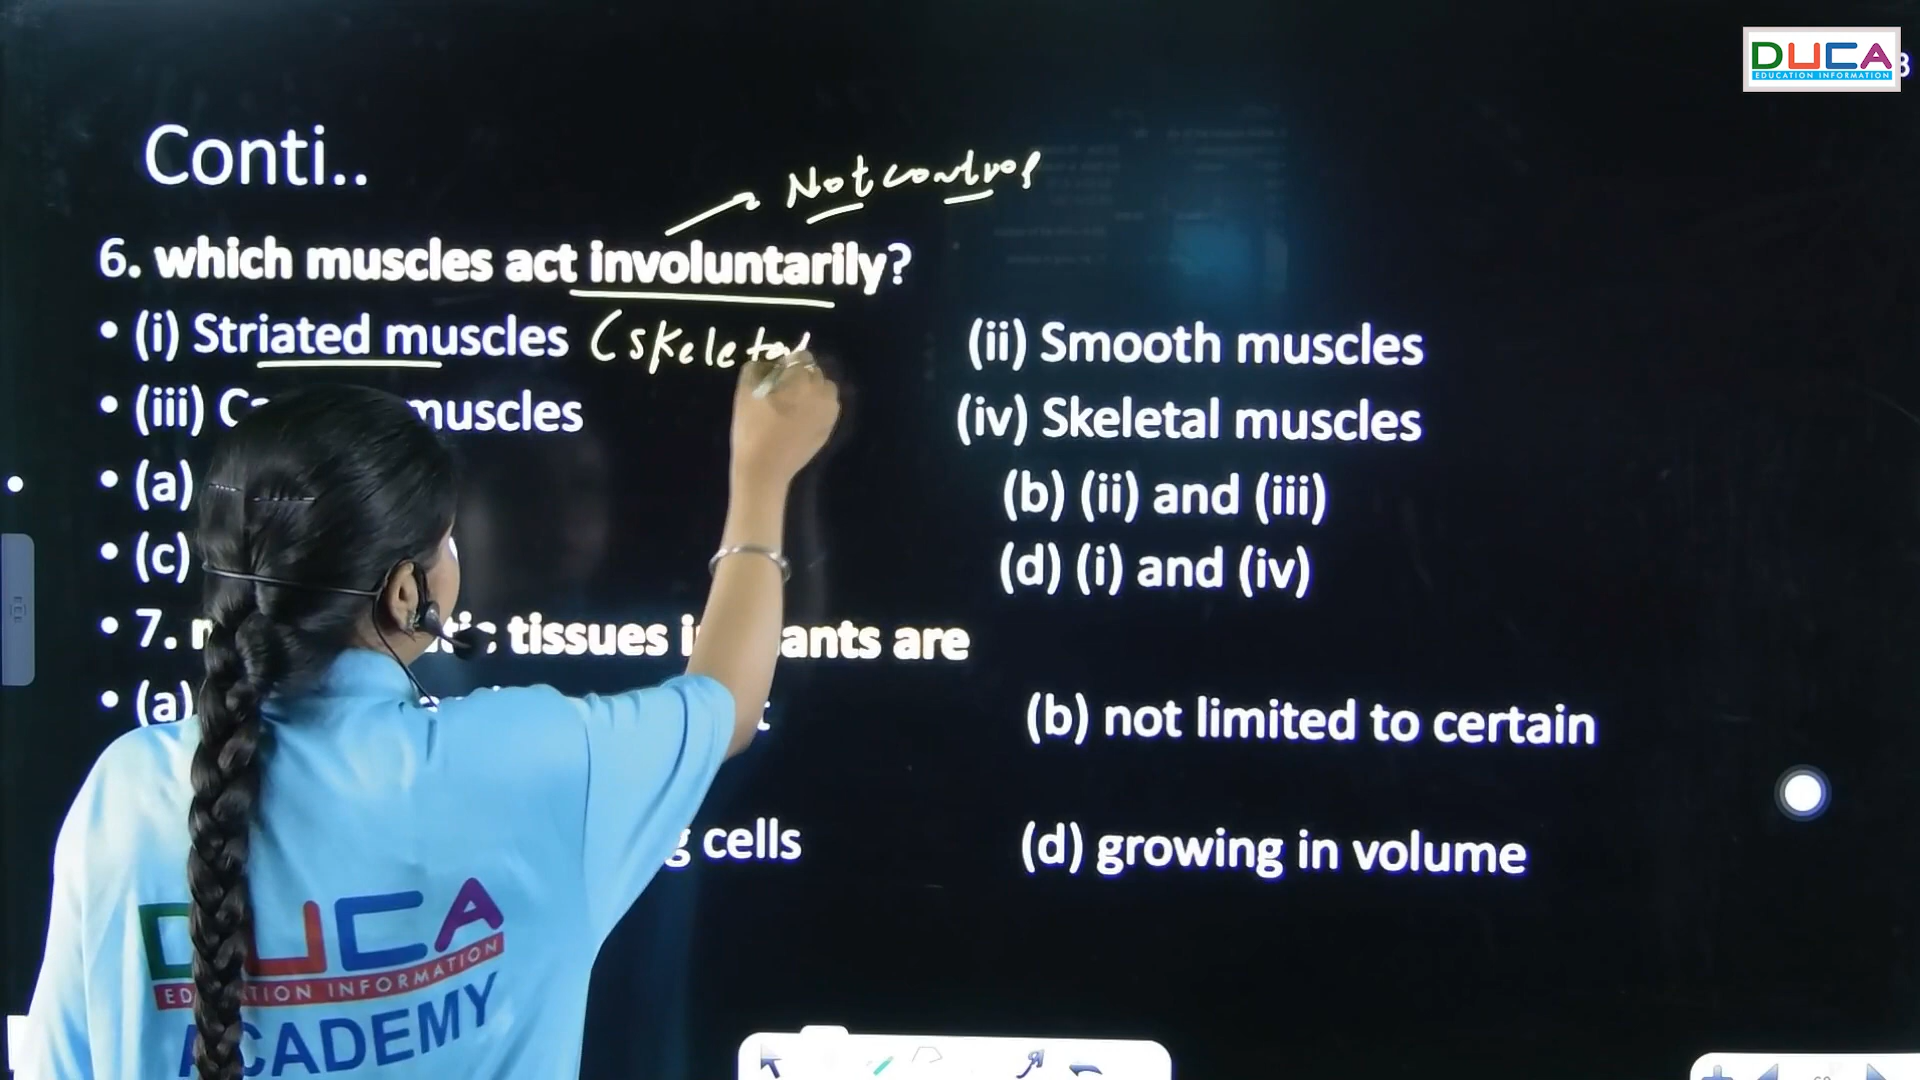 DUCA
EDUCATION INFORMATION
Conti..
Not control
6. which muscles act involuntarily?
• (i) Striated muscles (skeletal
(ii) Smooth muscles
• (iii) muscles
(iv) Skeletal muscles
• (a)
(b) (ii) and (iii)
• (c)
(d) (i) and (iv)
• 7. tissues are
• (a)
(b) not limited to certain
cells
(d) growing in volume
DUCA
INFORMATION
ACADEMY